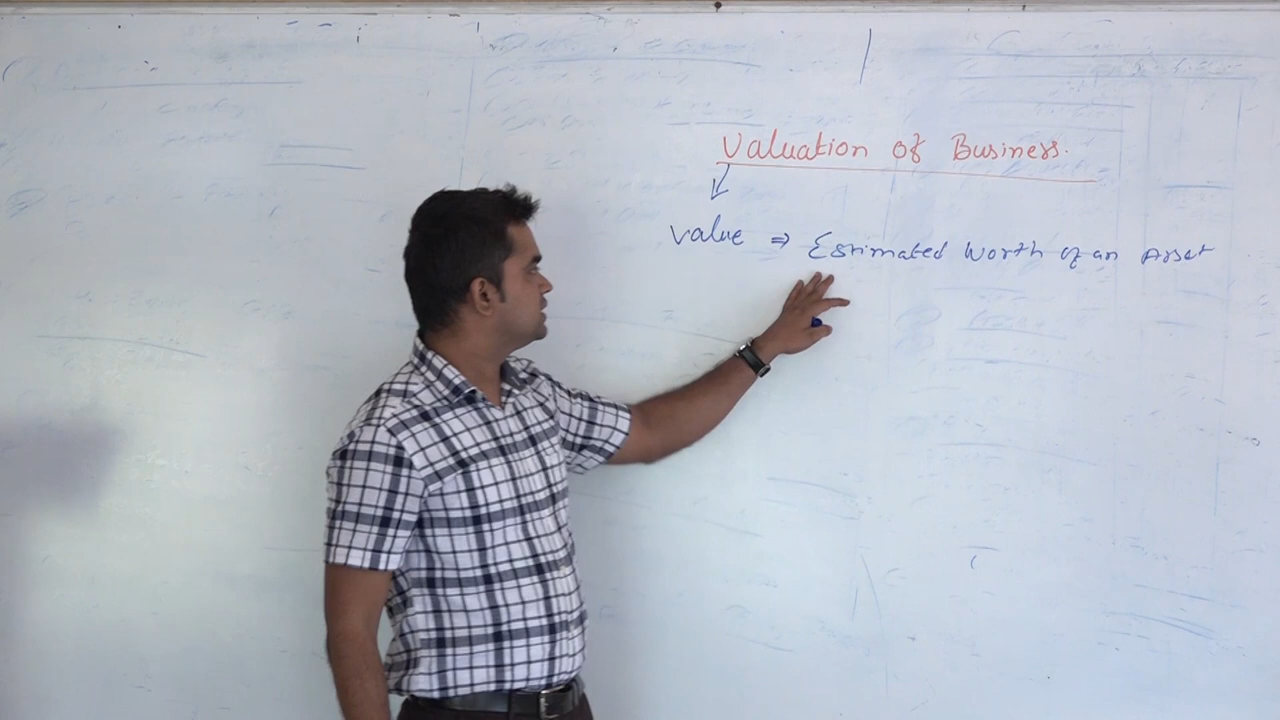 Valuation of Business.
Value ⇒ Estimated Worth of an Asset